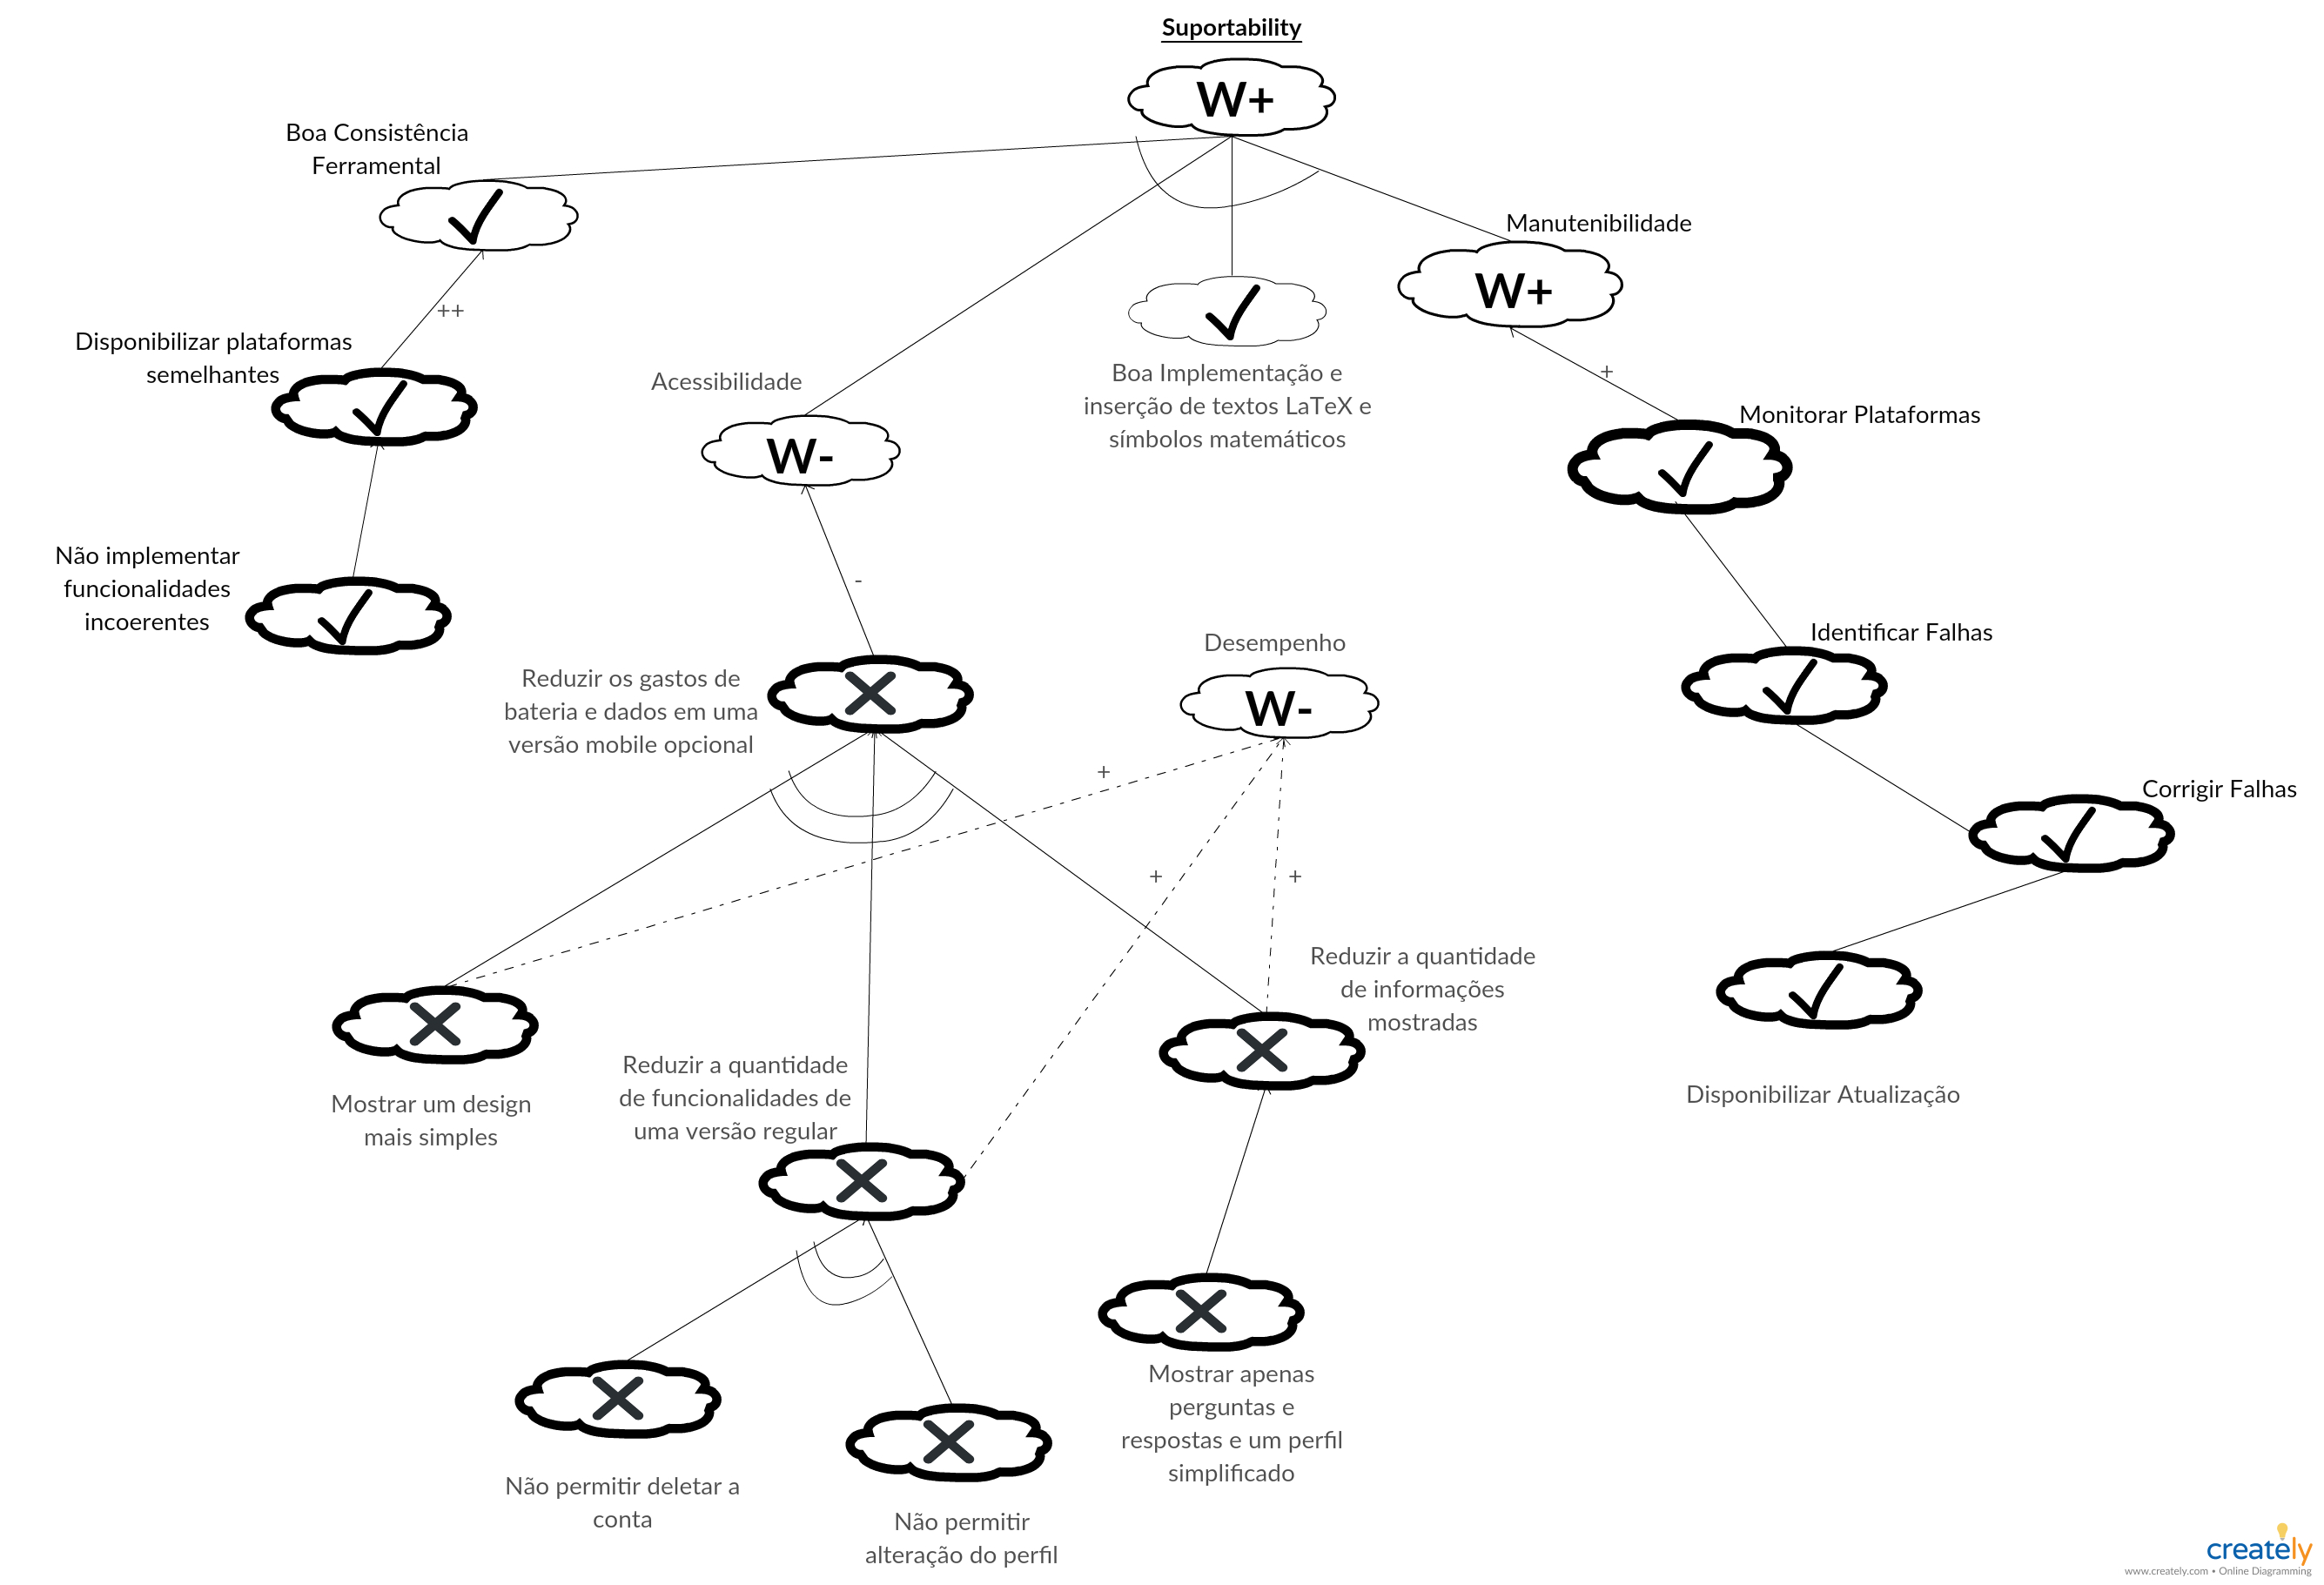 Suportability
W+
Boa Consistência
Ferramental
Manutenibilidade
W+
++
Disponibilizar plataformas
semelhantes
Acessibilidade
W-
Boa Implementação e
inserção de textos LaTeX e
símbolos matemáticos
+
Monitorar Plataformas
Não implementar
funcionalidades
incoerentes
-
Identificar Falhas
Desempenho
W-
Reduzir os gastos de
bateria e dados em uma
versão mobile opcional
+
Corrigir Falhas
+
+
Reduzir a quantidade
de informações
mostradas
Mostrar um design
mais simples
Reduzir a quantidade
de funcionalidades de
uma versão regular
Disponibilizar Atualização
Mostrar apenas
perguntas e
respostas e um perfil
simplificado
Não permitir deletar a
conta
Não permitir
alteração do perfil
creately
www.creately.com • Online Diagramming